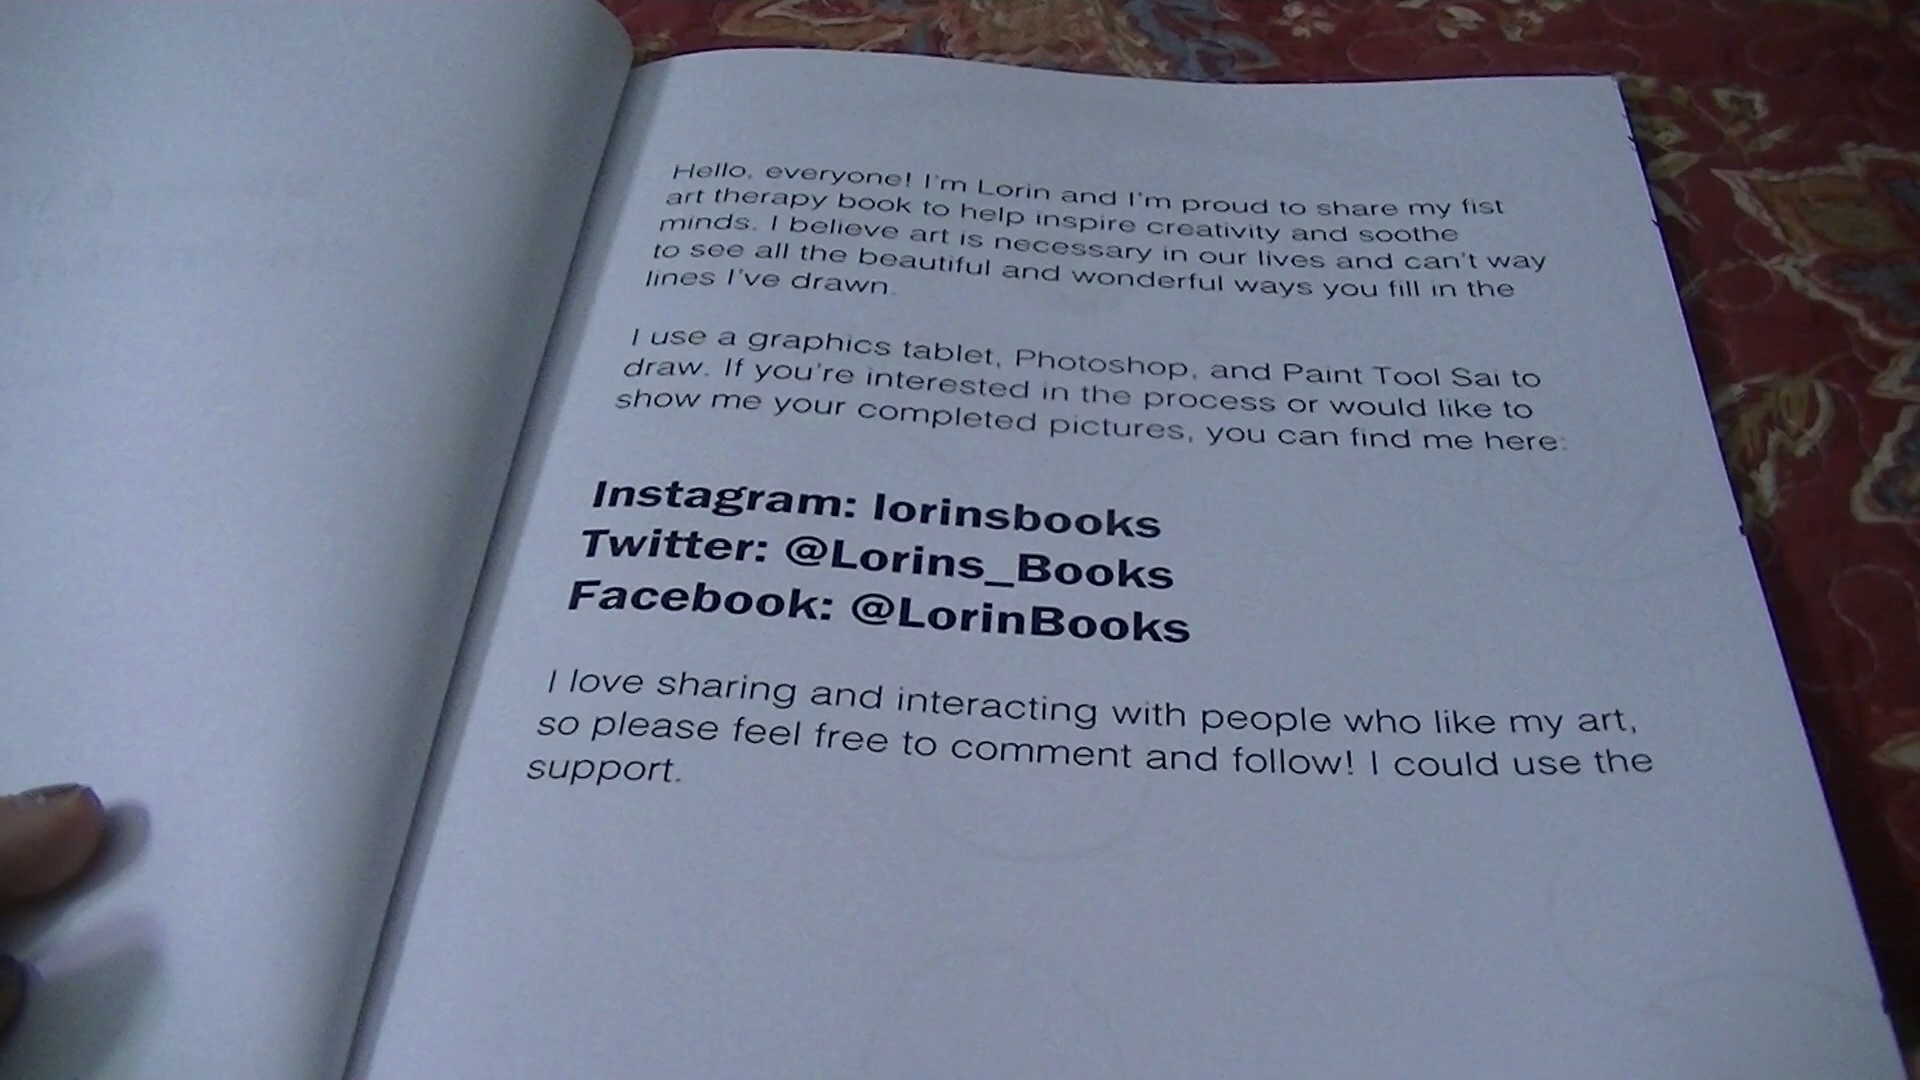 Hello, everyone! I'm Lorin and I'm proud to share my fist
art therapy book to help inspire creativity and soothe
minds. I believe art is necessary in our lives and can't way
to see all the beautiful and wonderful ways you fill in the
lines I've drawn.
I use a graphics tablet, Photoshop, and Paint Tool Sai to
draw. If you're interested in the process or would like to
show me your completed pictures, you can find me here:
Instagram: lorinsbooks
Twitter: @Lorins_Books
Facebook: @LorinBooks
I love sharing and interacting with people who like my art,
so please feel free to comment and follow! I could use the
support.